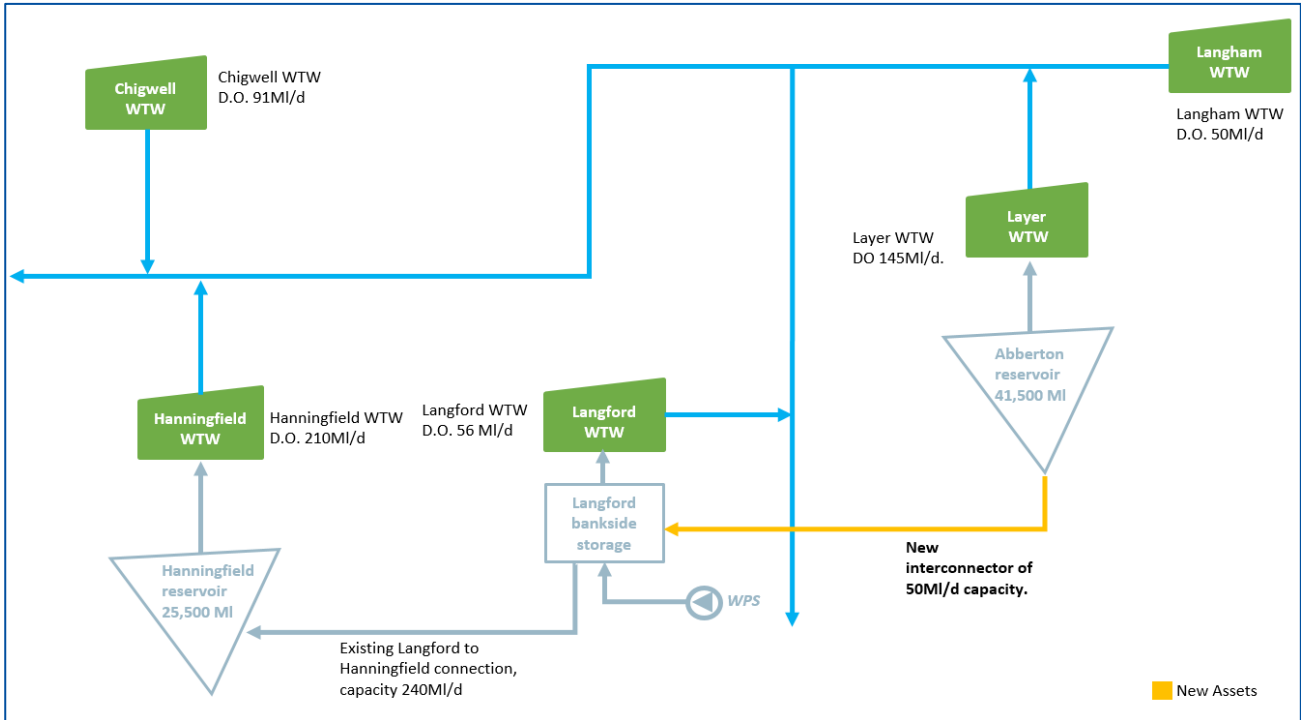 Chigwell
WTW
Chigwell WTW
D.O. 91Ml/d
Langham
WTW
Langham WTW
D.O. 50Ml/d
Layer
WTW
Layer WTW
DO 145Ml/d.
Abberton
reservoir
41,500 Ml
Hanningfield
WTW
Hanningfield WTW
D.O. 210Ml/d
Langford WTW
D.O. 56 Ml/d
Langford
WTW
Langford
bankside
storage
New
interconnector of
50Ml/d capacity.
Hanningfield
reservoir
25,500 Ml
WPS
Existing Langford to
Hanningfield connection,
capacity 240Ml/d
New Assets